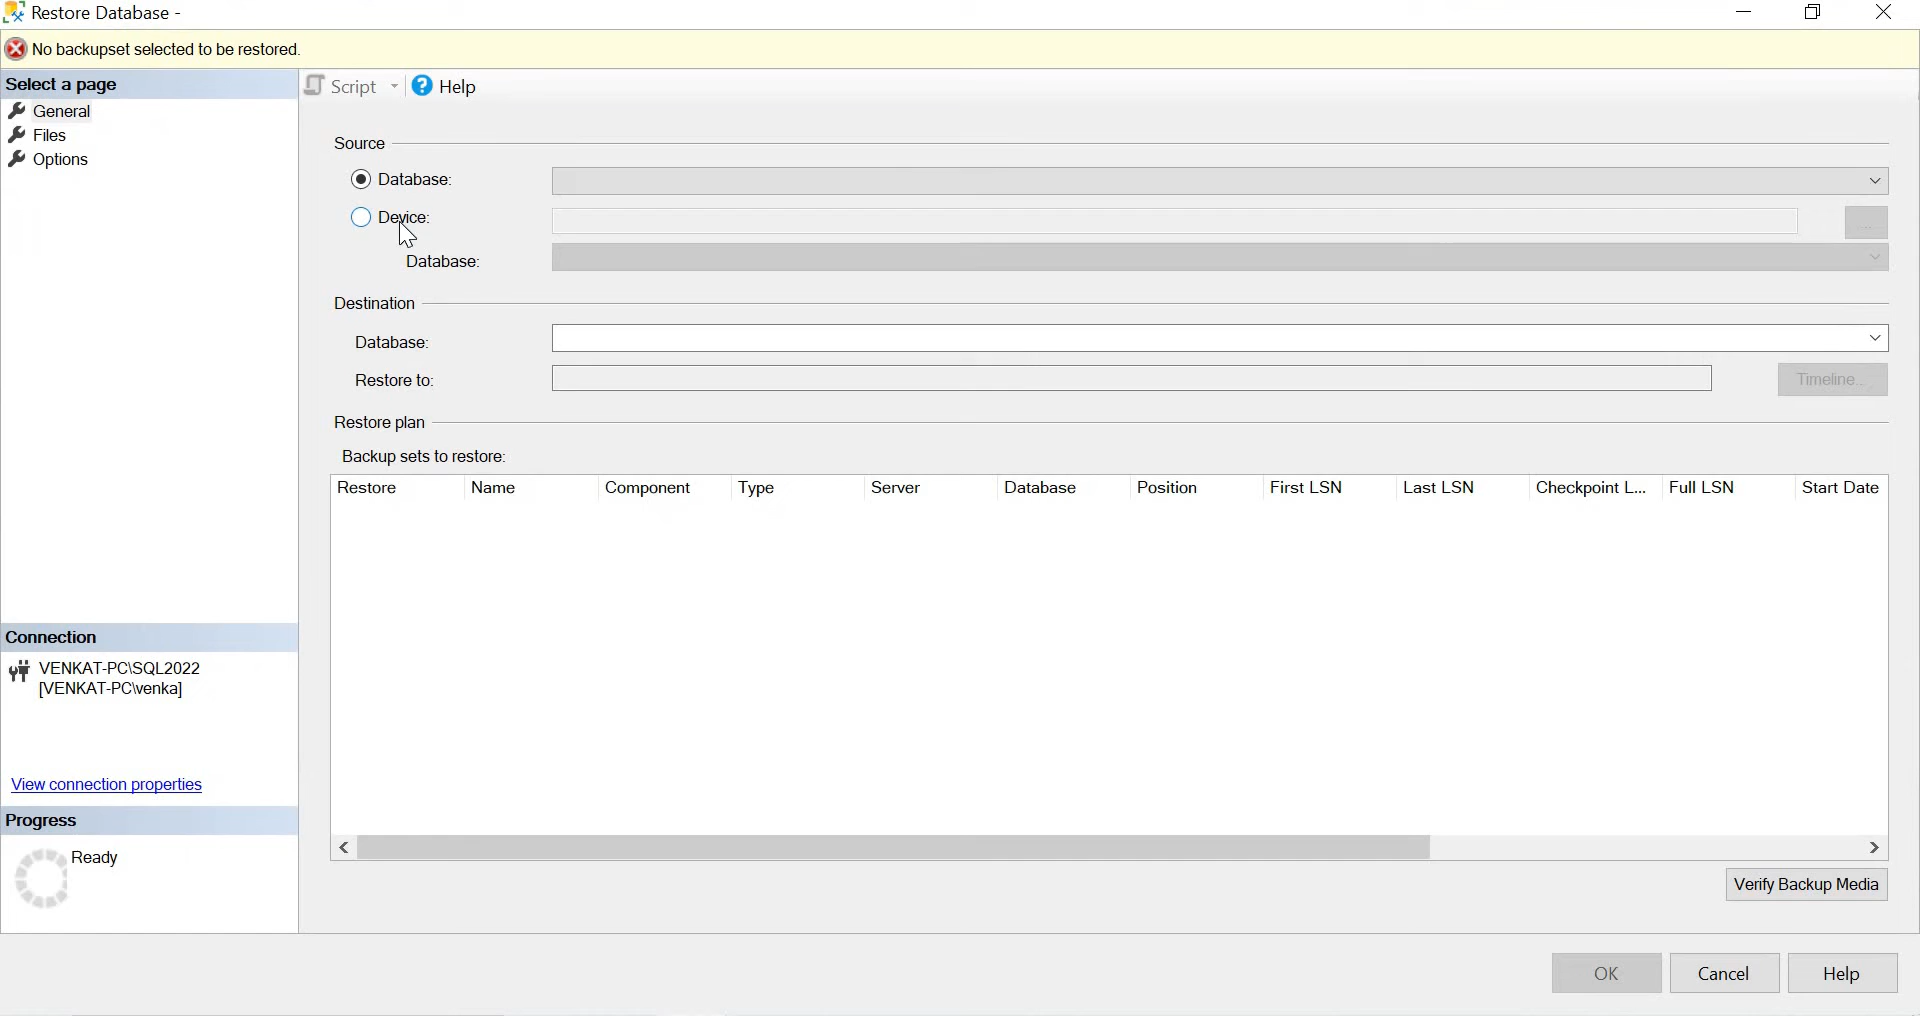 Restore Database -
No backupset selected to be restored.
Select a page
General
Files
Options
Script
Help
Source
Database:
Device:
...
Database:
Destination
Database:
Restore to:
Timeline...
Restore plan
Backup sets to restore:
Restore Name Component Type Server Database Position First LSN Last LSN Checkpoint L... Full LSN Start Date
Connection
VENKAT-PC\SQL2022
[VENKAT-PC\venka]
View connection properties
Progress
Ready
Verify Backup Media
OK Cancel Help